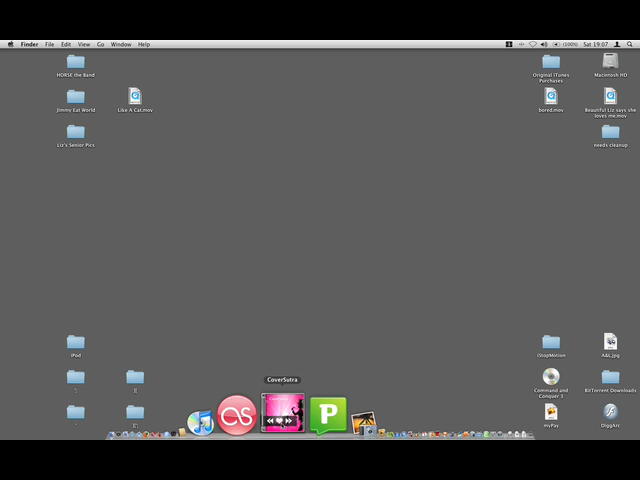 Finder File Edit View Go Window Help
(100%) Sat 19:07
HORSE the Band
Original iTunes Purchases
Macintosh HD
Jimmy Eat World
Like A Cat.mov
bored.mov
Beautiful Liz says she loves me.mov
Liz's Senior Pics
needs cleanup
iPod
iStopMotion
A&L.jpg
Command and Conquer 3
BitTorrent Downloads
myPay
DiggArc
CoverSutra
P